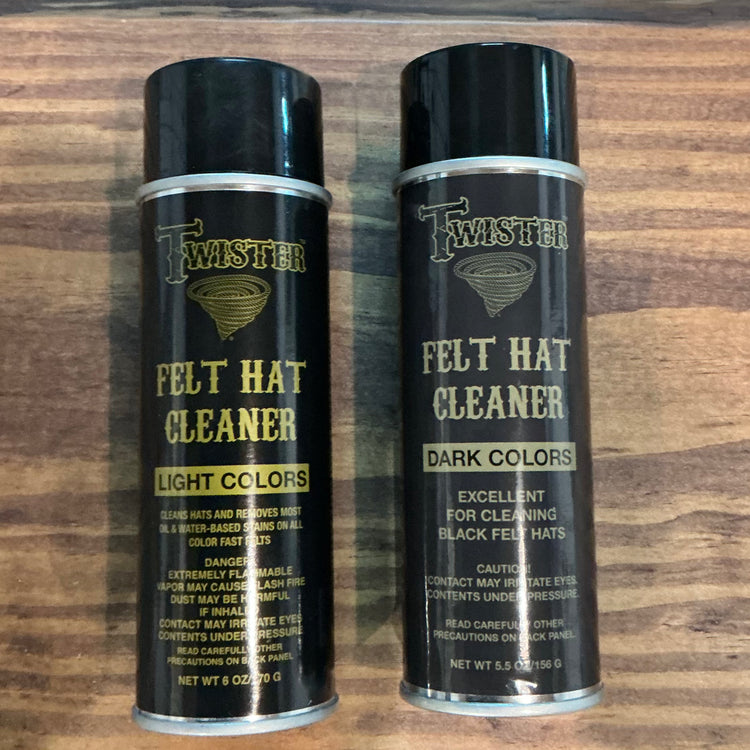 TWISTER
FELT HAT
CLEANER
LIGHT COLORS
CLEANS HATS AND REMOVES MOST
OIL & WATER-BASED STAINS ON ALL
COLOR FAST FELTS
DANGER!
EXTREMELY FLAMMABLE
VAPOR MAY CAUSE FLASH FIRE
DUST MAY BE HARMFUL
IF INHALED
CONTACT MAY IRRITATE EYES
CONTENTS UNDER PRESSURE
READ CAREFULLY OTHER
PRECAUTIONS ON BACK PANEL
NET WT 6 OZ/170 G
TWISTER
FELT HAT
CLEANER
DARK COLORS
EXCELLENT
FOR CLEANING
BLACK FELT HATS
CAUTION!
CONTACT MAY IRRITATE EYES.
CONTENTS UNDER PRESSURE.
READ CAREFULLY OTHER
PRECAUTIONS ON BACK PANEL.
NET WT 5.5 OZ/156 G